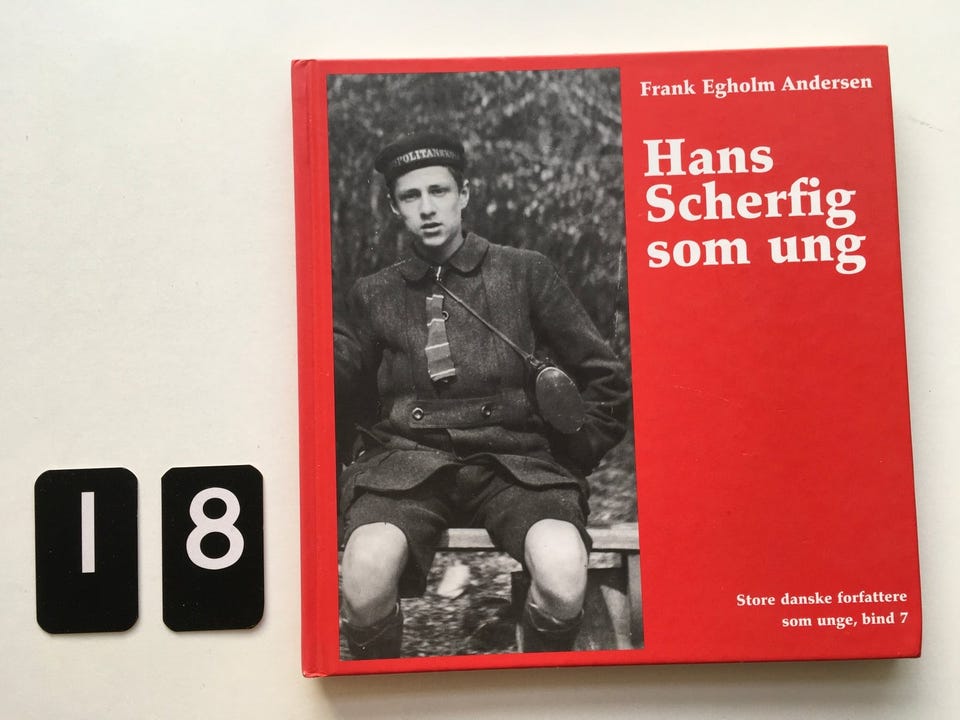 Frank Egholm Andersen
Hans
Scherfig
som ung
Store danske forfattere
som unge, bind 7
18